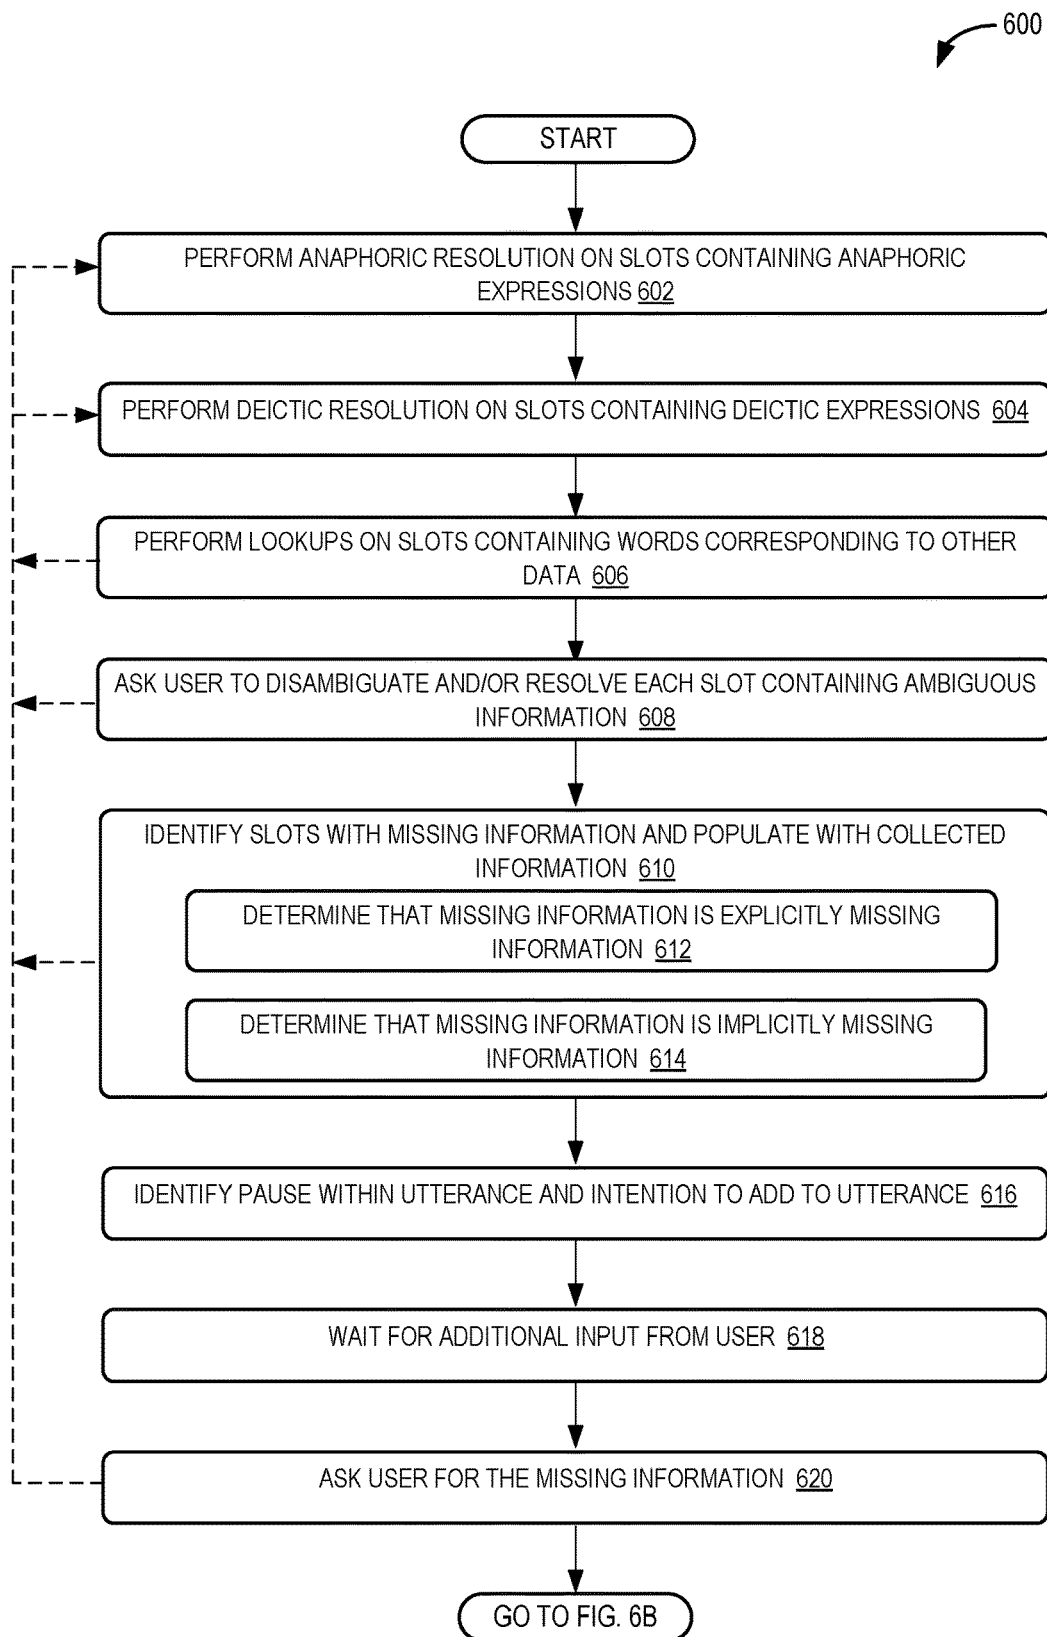 600
START
PERFORM ANAPHORIC RESOLUTION ON SLOTS CONTAINING ANAPHORIC
EXPRESSIONS 602
PERFORM DEICTIC RESOLUTION ON SLOTS CONTAINING DEICTIC EXPRESSIONS 604
PERFORM LOOKUPS ON SLOTS CONTAINING WORDS CORRESPONDING TO OTHER
DATA 606
ASK USER TO DISAMBIGUATE AND/OR RESOLVE EACH SLOT CONTAINING AMBIGUOUS
INFORMATION 608
IDENTIFY SLOTS WITH MISSING INFORMATION AND POPULATE WITH COLLECTED
INFORMATION 610
DETERMINE THAT MISSING INFORMATION IS EXPLICITLY MISSING
INFORMATION 612
DETERMINE THAT MISSING INFORMATION IS IMPLICITLY MISSING
INFORMATION 614
IDENTIFY PAUSE WITHIN UTTERANCE AND INTENTION TO ADD TO UTTERANCE 616
WAIT FOR ADDITIONAL INPUT FROM USER 618
ASK USER FOR THE MISSING INFORMATION 620
GO TO FIG. 6B